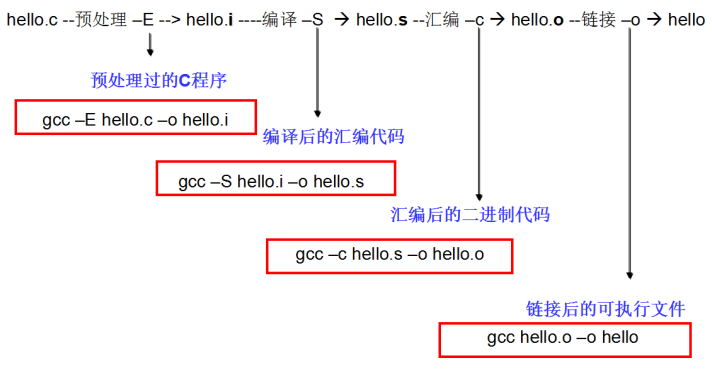 hello.c --预处理 –E --> hello.i ----编译 –S → hello.s --汇编 –c → hello.o --链接 –o → hello
预处理过的C程序
gcc –E hello.c –o hello.i
编译后的汇编代码
gcc –S hello.i –o hello.s
汇编后的二进制代码
gcc –c hello.s –o hello.o
链接后的可执行文件
gcc hello.o –o hello